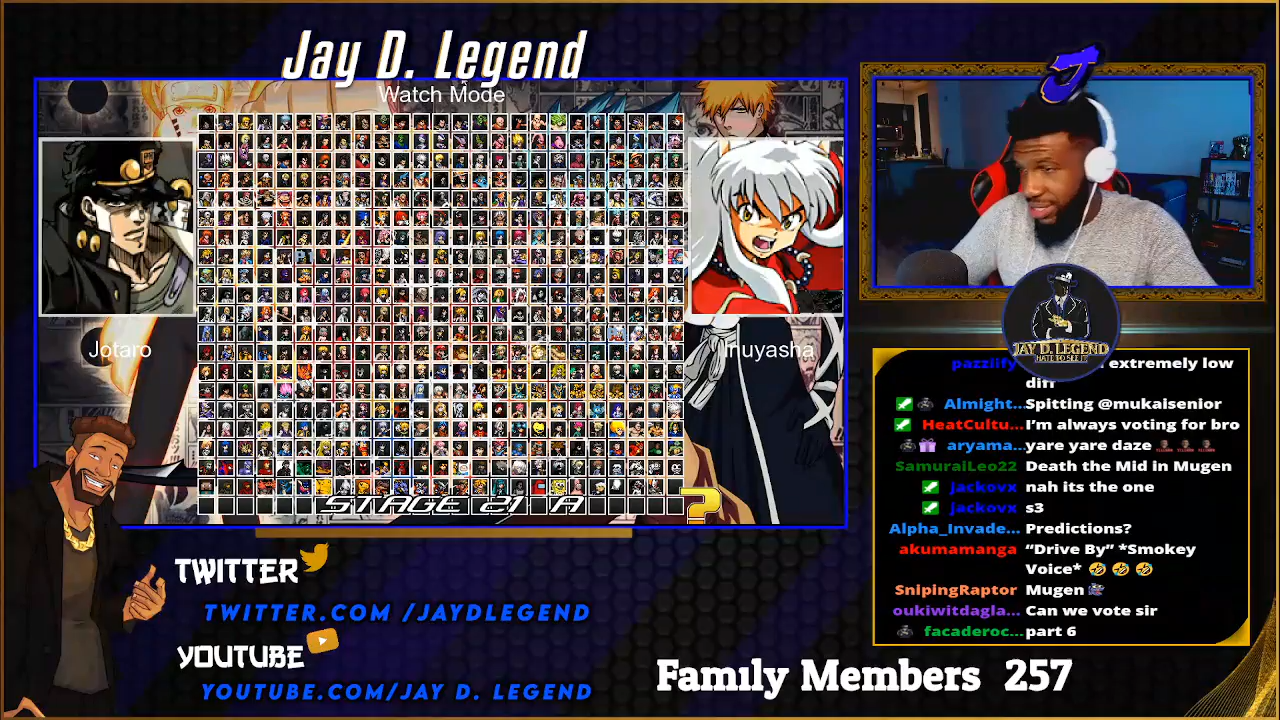 Jay D. Legend
Watch Mode
Jotaro
Inuyasha
STAGE 21 A
JAY D. LEGEND
pazziify extremely low
diff
Almight... Spitting @mukaisenior
HeatCultu... I'm always voting for bro
aryama... yare yare daze
SamuraiLeo22 Death the Mid in Mugen
jackovx nah its the one
jackovx s3
Alpha_Invade... Predictions?
akumamanga “Drive By” *Smokey
Voice*
SnipingRaptor Mugen
oukiwitdagla... Can we vote sir
facaderoc... part 6
TWITTER
TWITTER.COM /JAYDLEGEND
YOUTUBE
YOUTUBE.COM/JAY D. LEGEND
Family Members 257